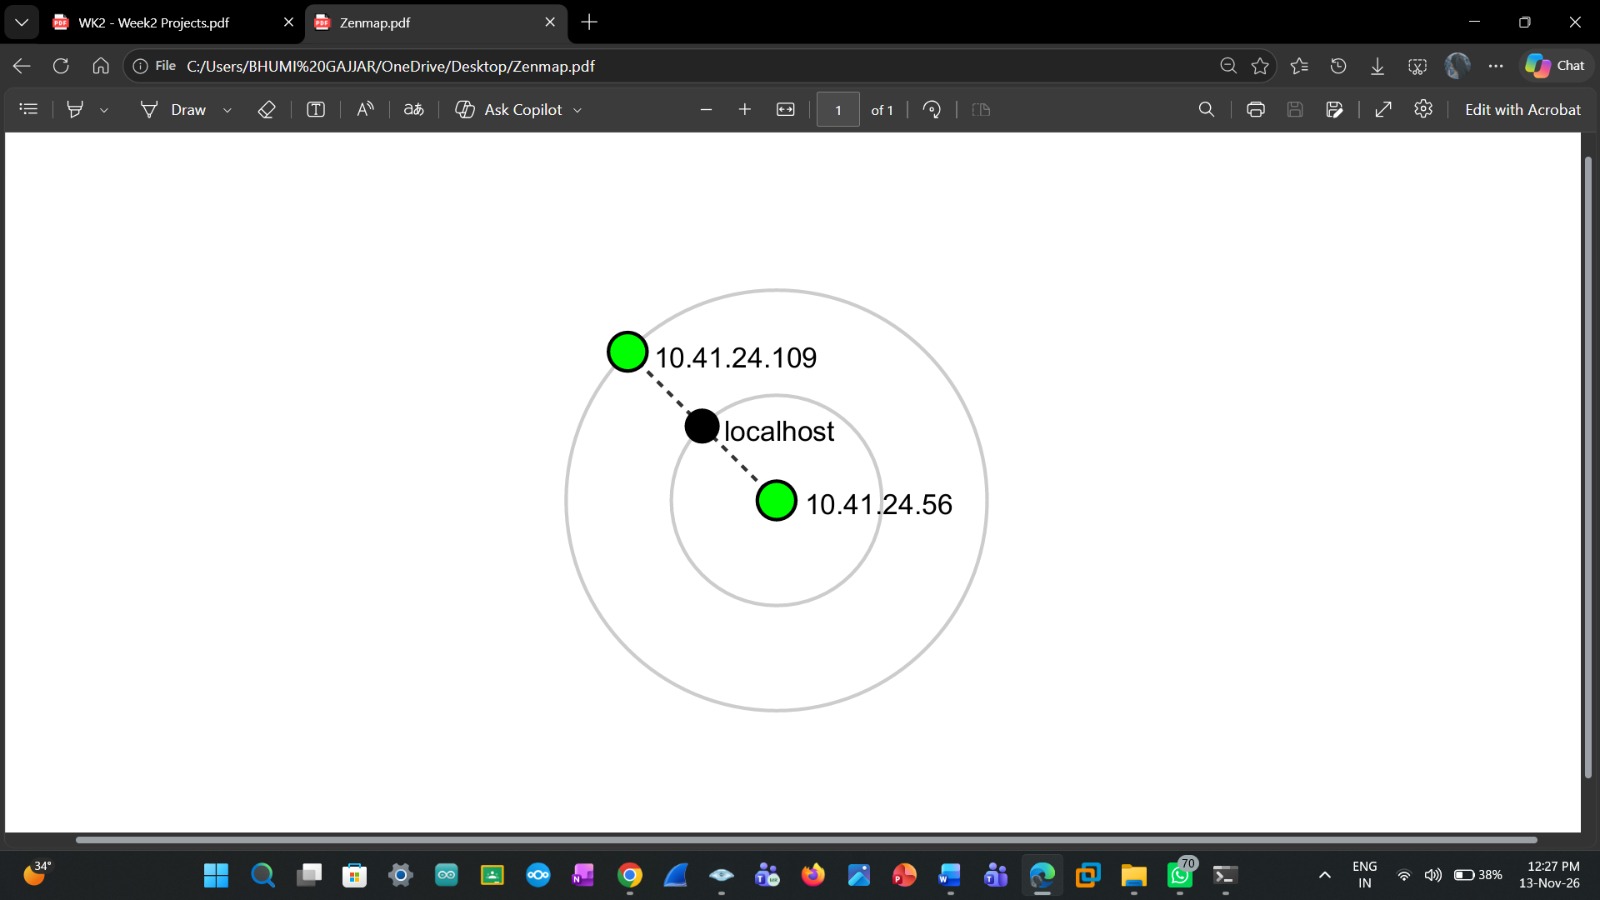 WK2 - Week2 Projects.pdf
Zenmap.pdf
File C:/Users/BHUMI%20GAJJAR/OneDrive/Desktop/Zenmap.pdf
Chat
Draw
aあ
Ask Copilot
1 of 1
Edit with Acrobat
10.41.24.109
localhost
10.41.24.56
34°
70
ENG
IN
38%
12:27 PM
13-Nov-26